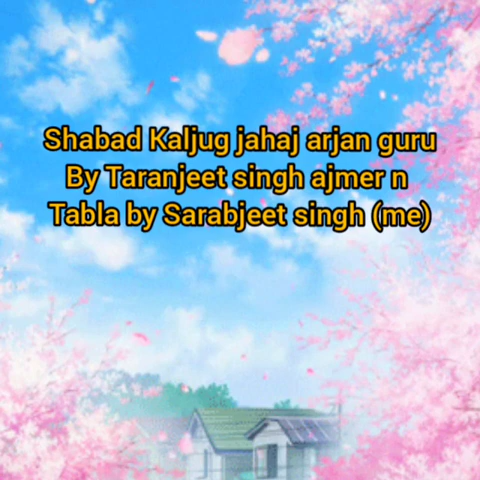 Shabad Kaljug jahaj arjan guru
By Taranjeet singh ajmer n
Tabla by Sarabjeet singh (me)